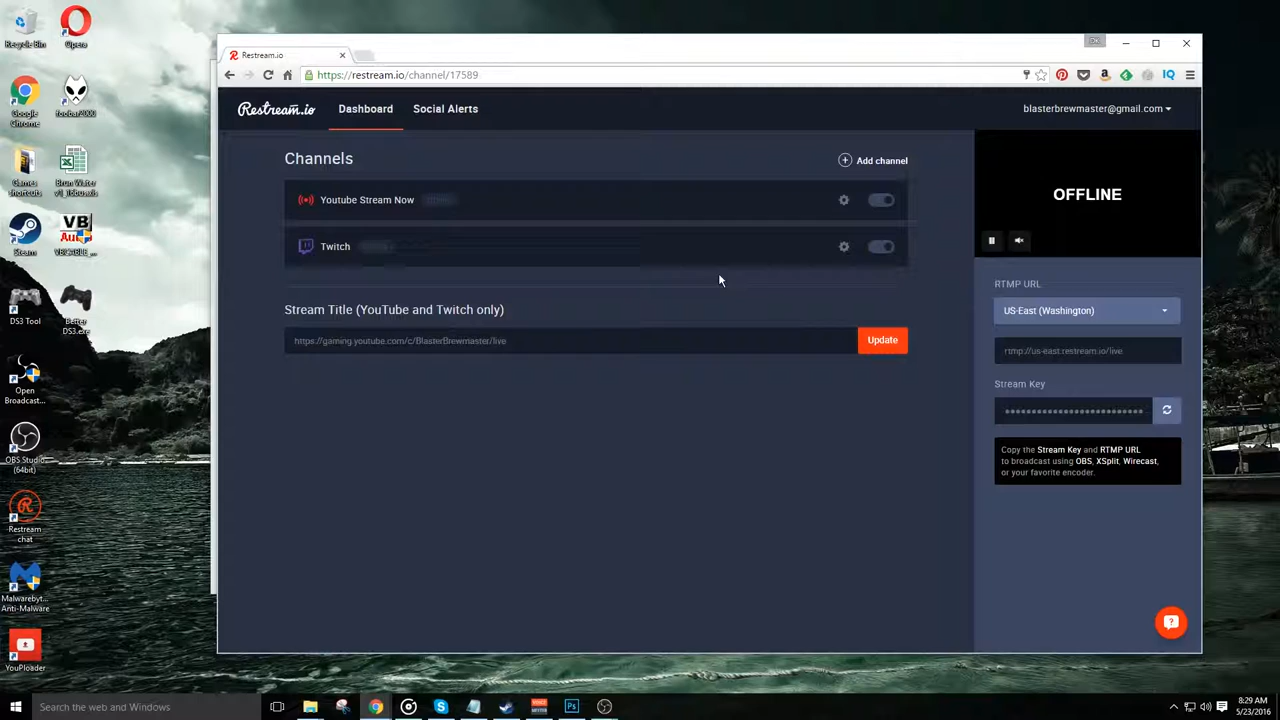 Recycle Bin
Opera
Google Chrome
foobar2000
Games shortcuts
Steam
DS3 Tool
Better DS3.exe
Open Broadcast...
OBS Studio (64bit)
Restream chat
Malwarebyt... Anti-Malware
YouPloader
Restream.io
https://restream.io/channel/17589
Restream.io
Dashboard
Social Alerts
blasterbrewmaster@gmail.com
Channels
Add channel
Youtube Stream Now
Twitch
Stream Title (YouTube and Twitch only)
https://gaming.youtube.com/c/BlasterBrewmaster/live
Update
OFFLINE
RTMP URL
US-East (Washington)
rtmp://us-east.restream.io/live
Stream Key
Copy the Stream Key and RTMP URL
to broadcast using OBS, XSplit, Wirecast,
or your favorite encoder.
Search the web and Windows
8:29 AM
5/23/2016